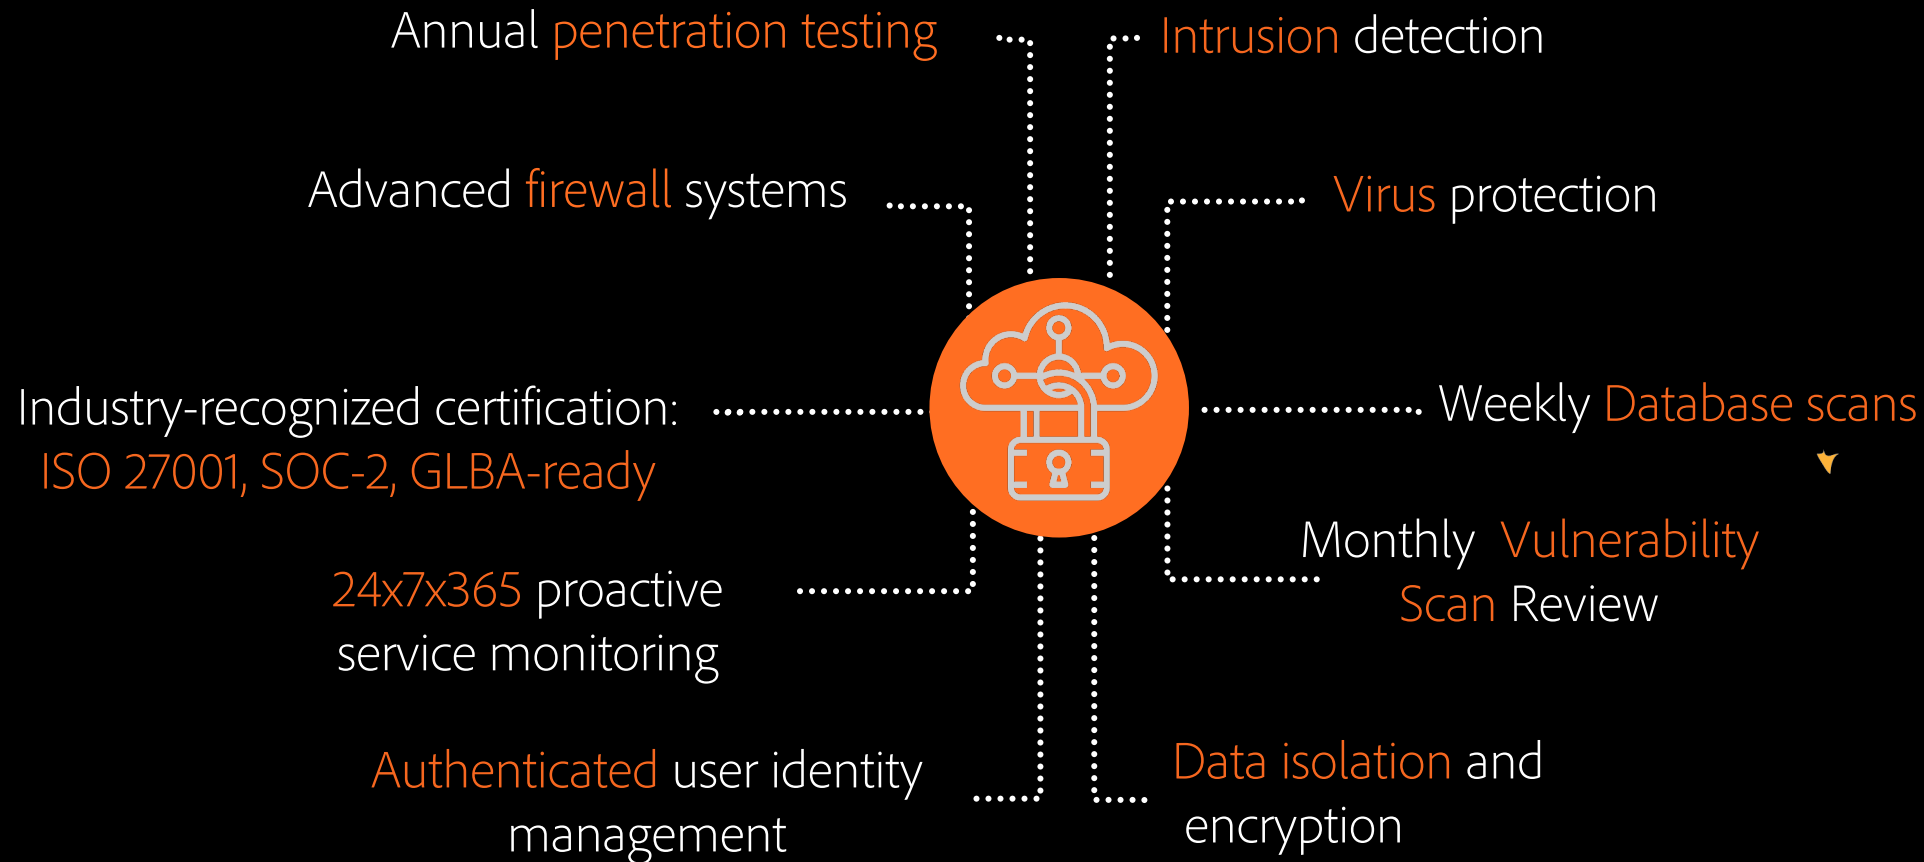 Annual penetration testing
Intrusion detection
Advanced firewall systems
Virus protection
Industry-recognized certification:
ISO 27001, SOC-2, GLBA-ready
Weekly Database scans
24x7x365 proactive
service monitoring
Monthly Vulnerability
Scan Review
Authenticated user identity
management
Data isolation and
encryption